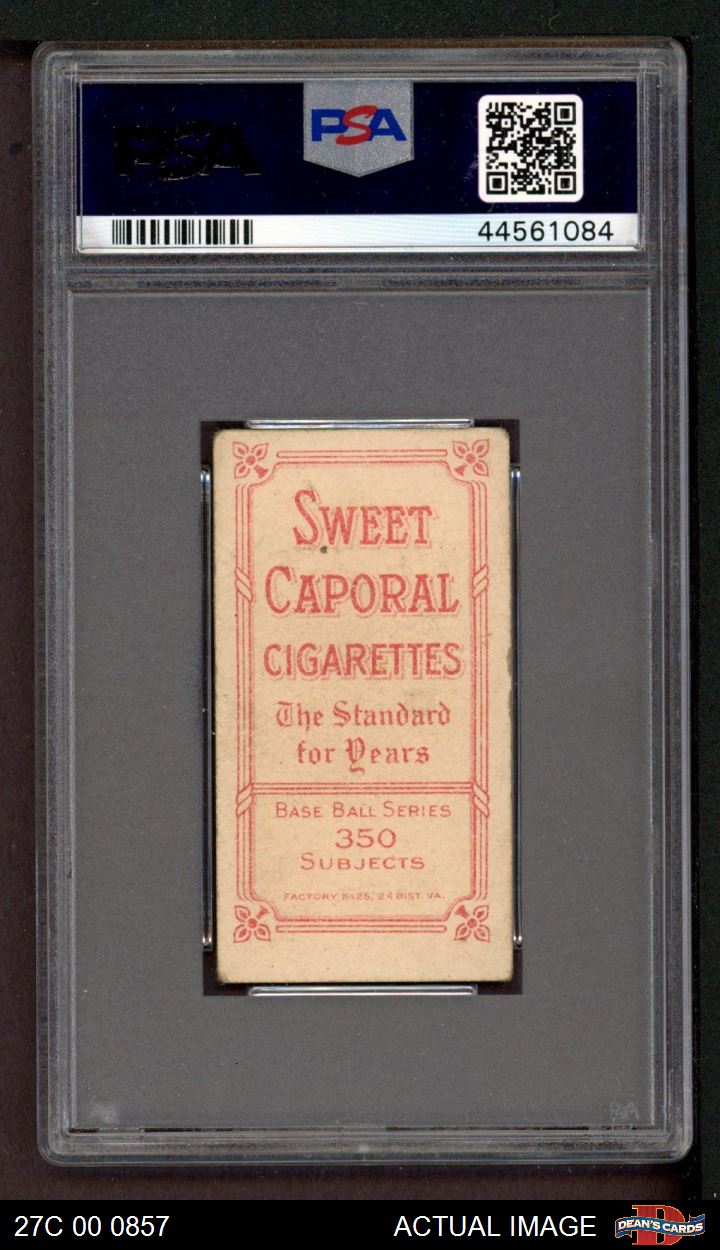 PSA
PSA
44561084
SWEET
CAPORAL
CIGARETTES
The Standard
for Years
BASE BALL SERIES
350
SUBJECTS
FACTORY No. 25, 2d DIST. VA.
PSA
27C 00 0857
ACTUAL IMAGE
D
DEAN'S CARDS